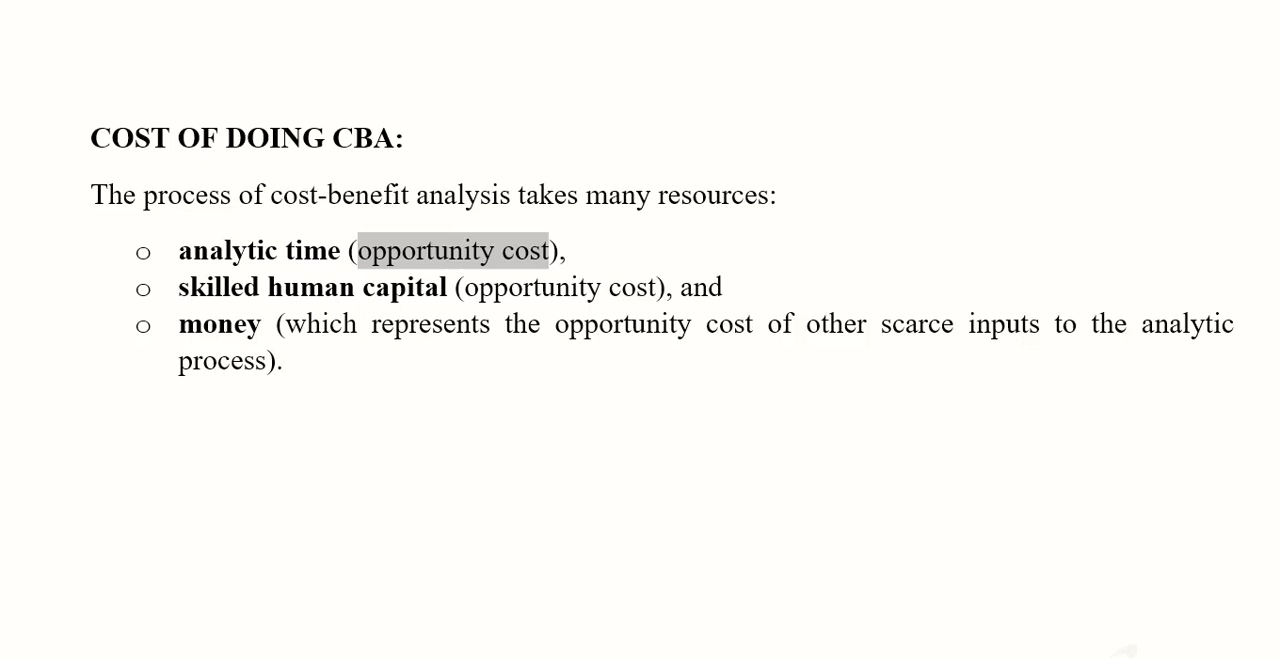 COST OF DOING CBA:
The process of cost-benefit analysis takes many resources:
o analytic time (opportunity cost),
o skilled human capital (opportunity cost), and
o money (which represents the opportunity cost of other scarce inputs to the analytic
process).